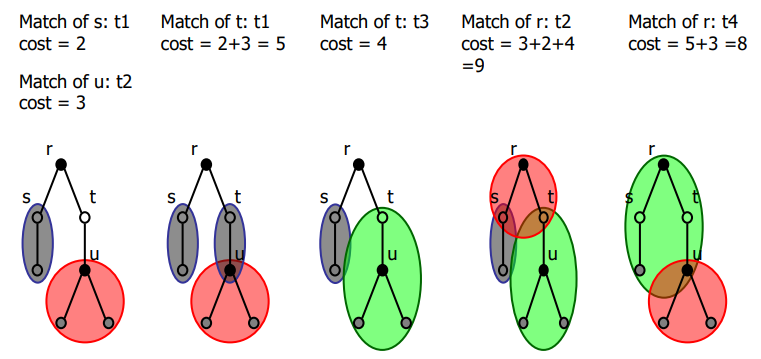 Match of s: t1
cost = 2
Match of u: t2
cost = 3
Match of t: t1
cost = 2+3 = 5
Match of t: t3
cost = 4
Match of r: t2
cost = 3+2+4
=9
Match of r: t4
cost = 5+3 =8
r
s
t
u
r
s
t
u
r
s
t
u
r
s
t
u
r
s
t
u